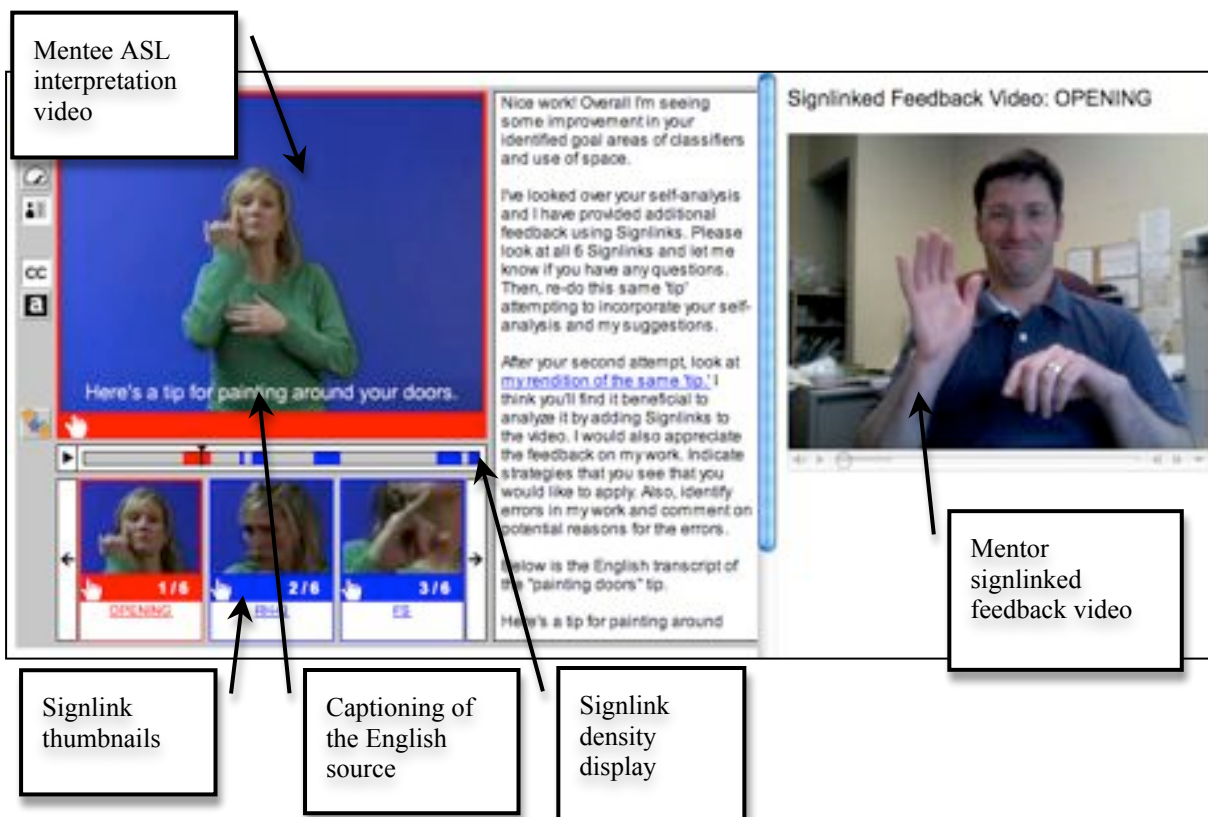 Mentee ASL
interpretation
video
CC
a
Here's a tip for painting around your doors.
1/6
2/6
3/6
OPENING
FS
Nice work! Overall I'm seeing
some improvement in your
identified goal areas of classifiers
and use of space.
I've looked over your self-analysis
and I have provided additional
feedback using Signlinks. Please
look at all 6 Signlinks and let me
know if you have any questions.
Then, re-do this same 'tip'
attempting to incorporate your self-
analysis and my suggestions.
After your second attempt, look at
my rendition of the same 'tip.' I
think you'll find it beneficial to
analyze it by adding Signlinks to
the video. I would also appreciate
the feedback on my work. Indicate
strategies that you see that you
would like to apply. Also, identify
errors in my work and comment on
potential reasons for the errors.
Below is the English transcript of
the "painting doors" tip.
Here's a tip for painting around
Signlinked Feedback Video: OPENING
Mentor
signlinked
feedback video
Signlink
thumbnails
Captioning of
the English
source
Signlink
density
display